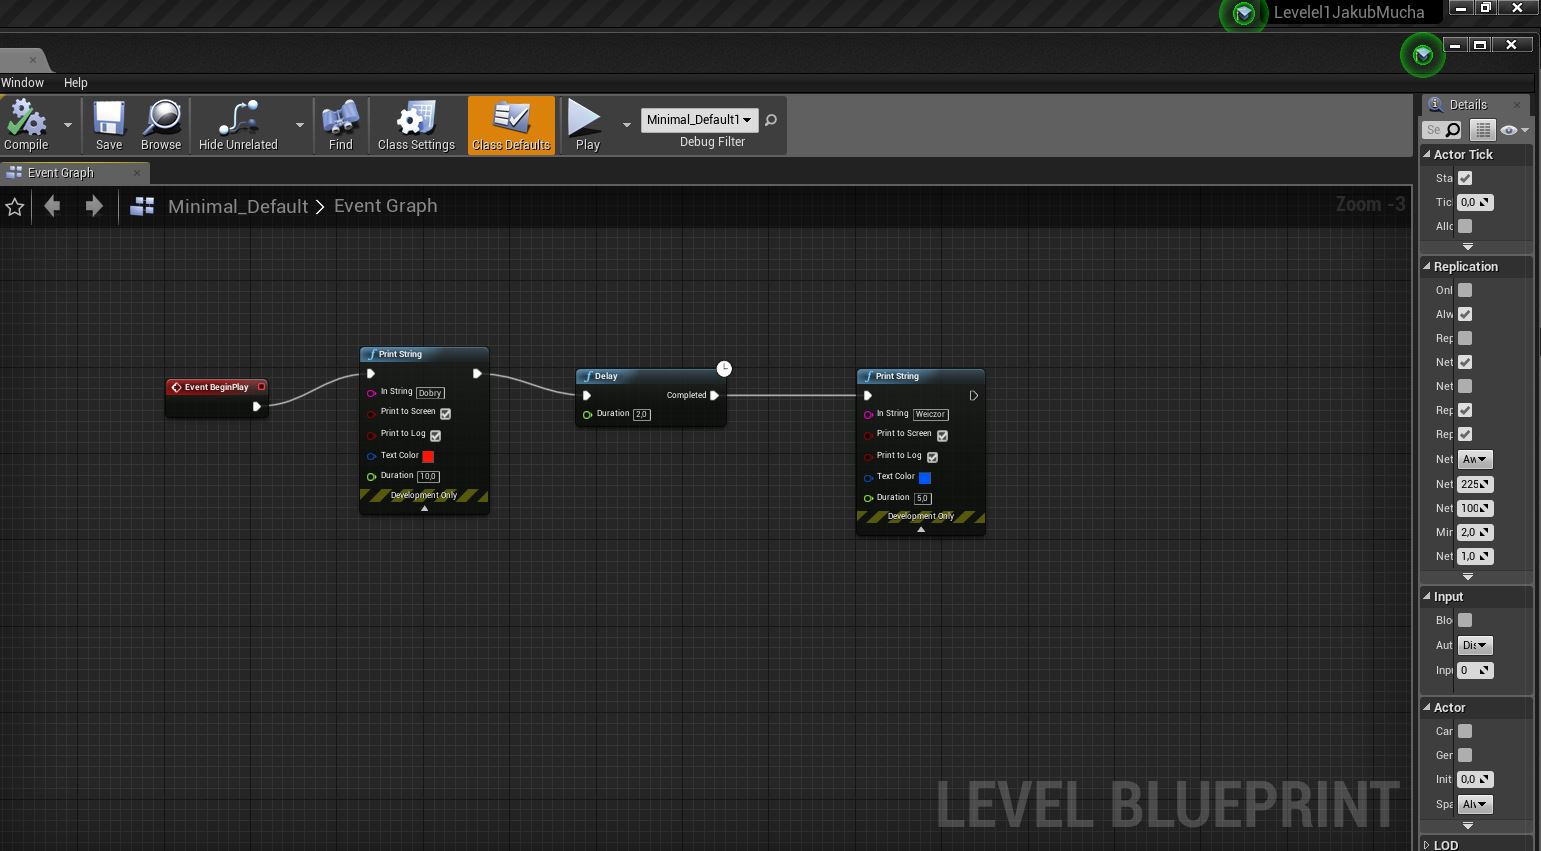 Levelel1JakubMucha
Window Help
Compile
Save
Browse
Hide Unrelated
Find
Class Settings
Class Defaults
Play
Minimal_Default1
Debug Filter
Details
Se
Event Graph
Minimal_Default > Event Graph
Zoom -3
Event BeginPlay
Print String
In String Dobry
Print to Screen
Print to Log
Text Color
Duration 10,0
Development Only
Delay
Completed
Duration 2,0
Print String
In String Weiczor
Print to Screen
Print to Log
Text Color
Duration 5,0
Development Only
LEVEL BLUEPRINT
Actor Tick
Sta
Tic 0,0
Allo
Replication
Onl
Alw
Rep
Net
Net
Rep
Rep
Net Aw
Net 225
Net 100
Mir 2,0
Net 1,0
Input
Blo
Aut Dis
Inpu 0
Actor
Car
Ger
Initi 0,0
Spa Alv
LOD